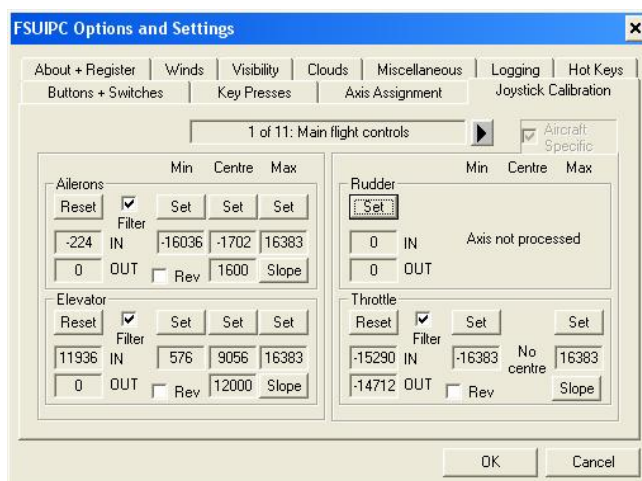 FSUIPC Options and Settings
About + Register Winds Visibility Clouds Miscellaneous Logging Hot Keys
Buttons + Switches Key Presses Axis Assignment Joystick Calibration
1 of 11: Main flight controls
Aircraft Specific
Min Centre Max
Ailerons
Reset Filter Set Set Set
-224 IN -16036 -1702 16383
0 OUT Rev 1600 Slope
Elevator
Reset Filter Set Set Set
11936 IN 576 9056 16383
0 OUT Rev 12000 Slope
Min Centre Max
Rudder
Set
0 IN Axis not processed
0 OUT
Throttle
Reset Filter Set Set
-15290 IN -16383 No centre 16383
-14712 OUT Rev Slope
OK Cancel